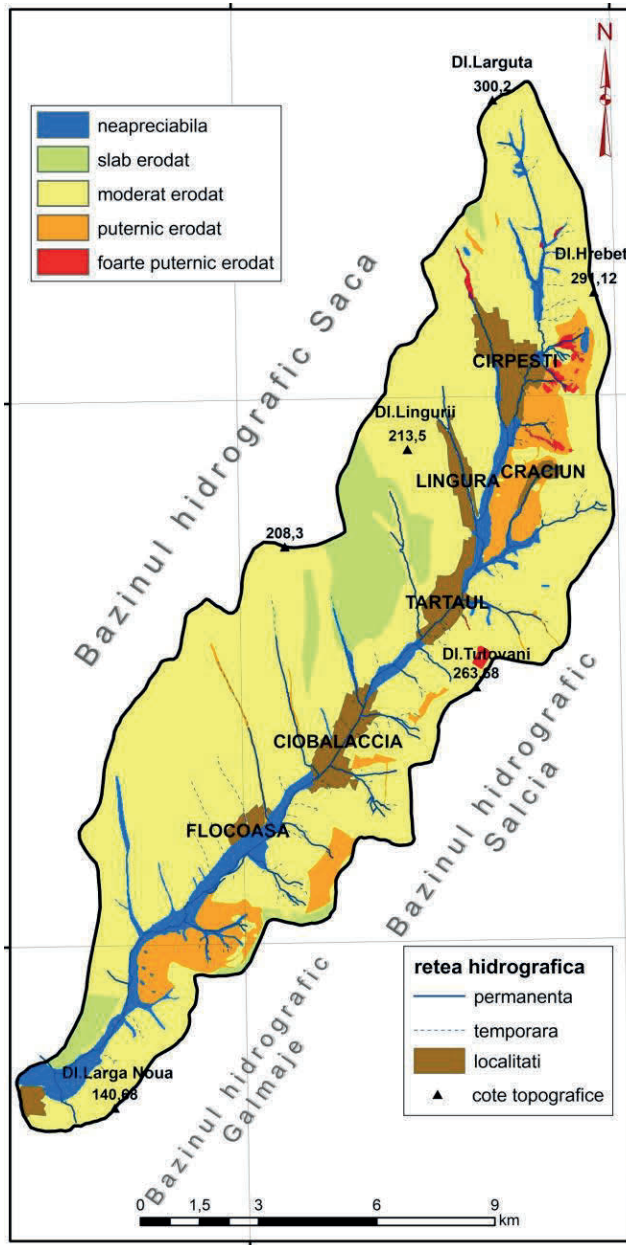 N
Dl.Larguta
300,2
neapreciabila
slab erodat
moderat erodat
puternic erodat
foarte puternic erodat
Dl.Hrebet
291,12
Bazinul hidrografic Saca
CIRPESTI
Dl.Lingurii
213,5
LINGURA
CRACIUN
208,3
TARTAUL
Dl.Tutovani
263,68
CIOBALACCIA
Bazinul hidrografic
Salcia
FLOCOASA
retea hidrografica
permanenta
temporara
localitati
cote topografice
Dl.Larga Noua
140,68
Bazinul hidrografic
Galmaje
0 1,5 3 6 9
km